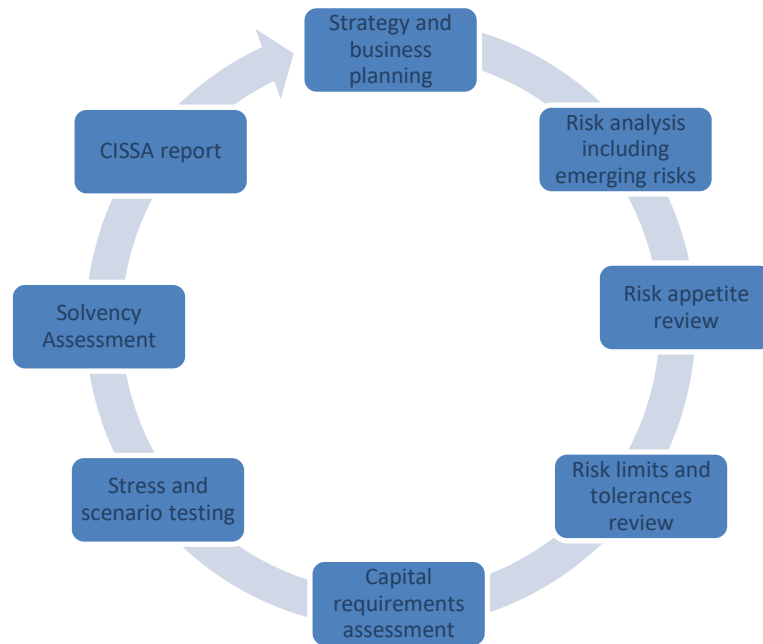 Strategy and
business
planning
Risk analysis
including
emerging risks
Risk appetite
review
Risk limits and
tolerances
review
Capital
requirements
assessment
Stress and
scenario testing
Solvency
Assessment
CISSA report